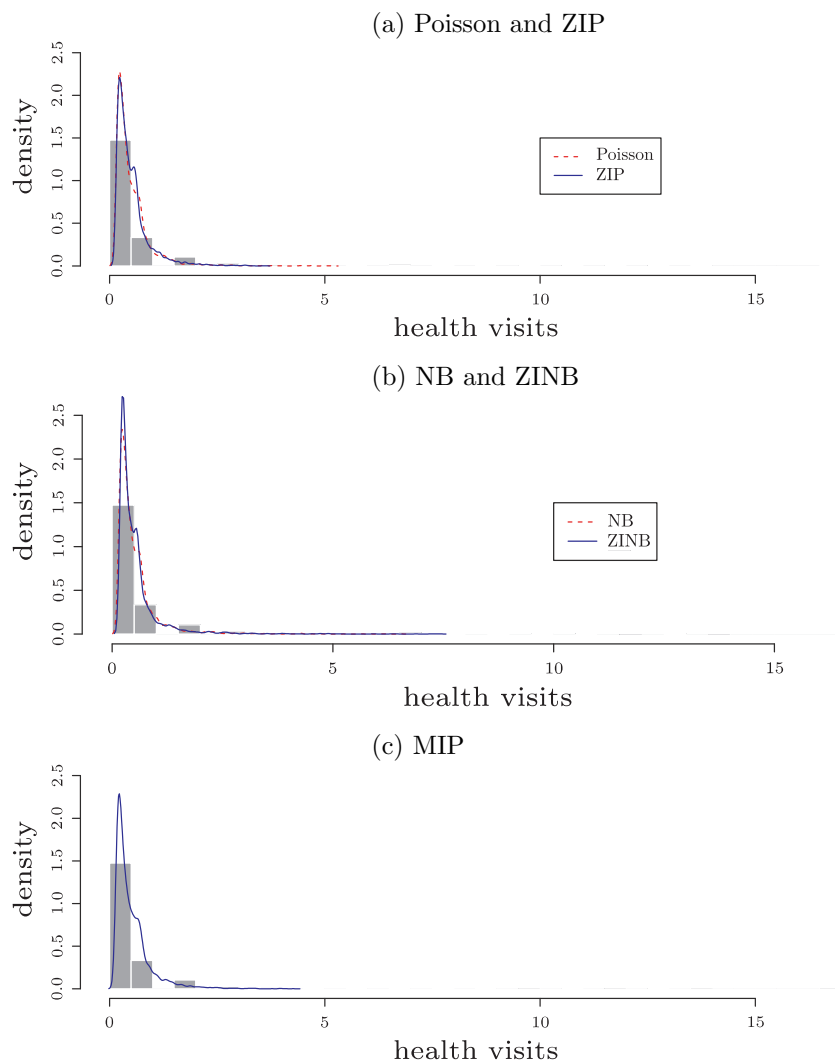 (a) Poisson and ZIP
density
0.0 0.5 1.0 1.5 2.0 2.5
Poisson
ZIP
0 5 10 15
health visits
(b) NB and ZINB
density
0.0 0.5 1.0 1.5 2.0 2.5
NB
ZINB
0 5 10 15
health visits
(c) MIP
density
0.0 0.5 1.0 1.5 2.0 2.5
0 5 10 15
health visits